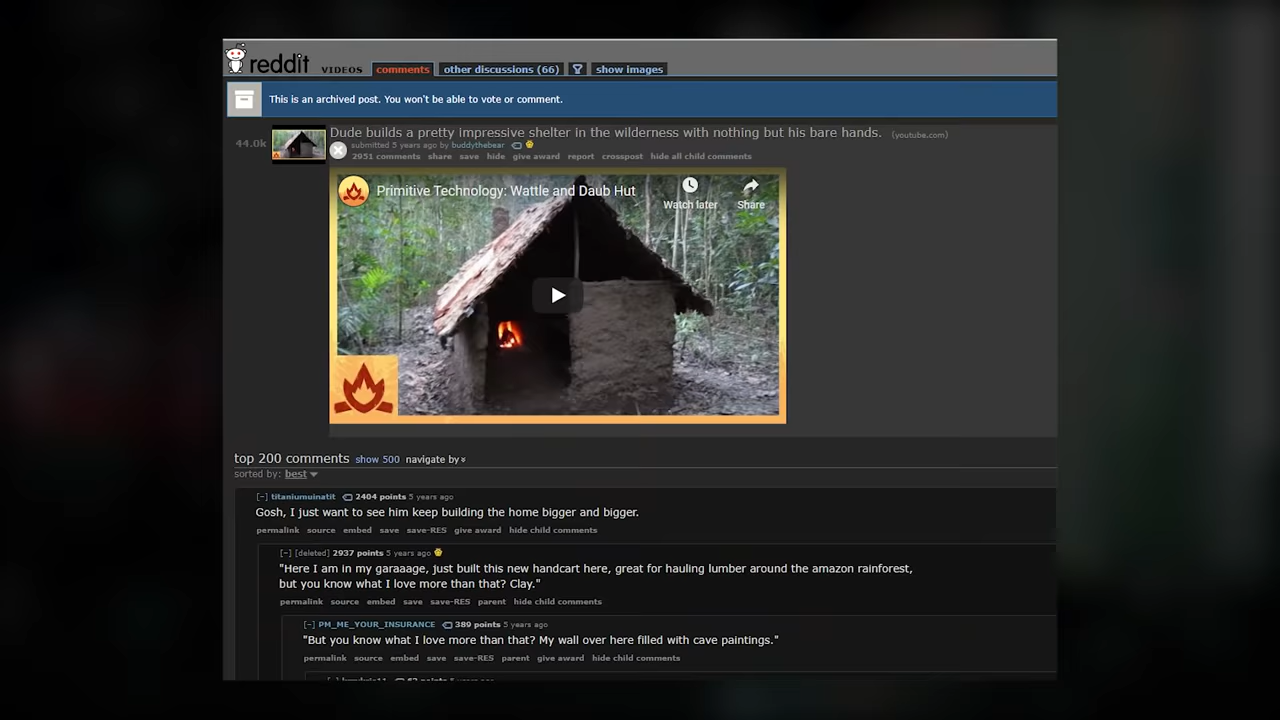 reddit VIDEOS comments other discussions (66) show images
This is an archived post. You won't be able to vote or comment.
44.0k
Dude builds a pretty impressive shelter in the wilderness with nothing but his bare hands. (youtube.com)
submitted 5 years ago by buddythebear
2951 comments share save hide give award report crosspost hide all child comments
Primitive Technology: Wattle and Daub Hut
Watch later Share
top 200 comments show 500 navigate by
sorted by: best
[–] titaniumuinatit 2404 points 5 years ago
Gosh, I just want to see him keep building the home bigger and bigger.
permalink source embed save save-RES give award hide child comments
[–] [deleted] 2937 points 5 years ago
"Here I am in my garaaage, just built this new handcart here, great for hauling lumber around the amazon rainforest,
but you know what I love more than that? Clay."
permalink source embed save save-RES parent hide child comments
[–] PM_ME_YOUR_INSURANCE 389 points 5 years ago
"But you know what I love more than that? My wall over here filled with cave paintings."
permalink source embed save save-RES parent give award hide child comments